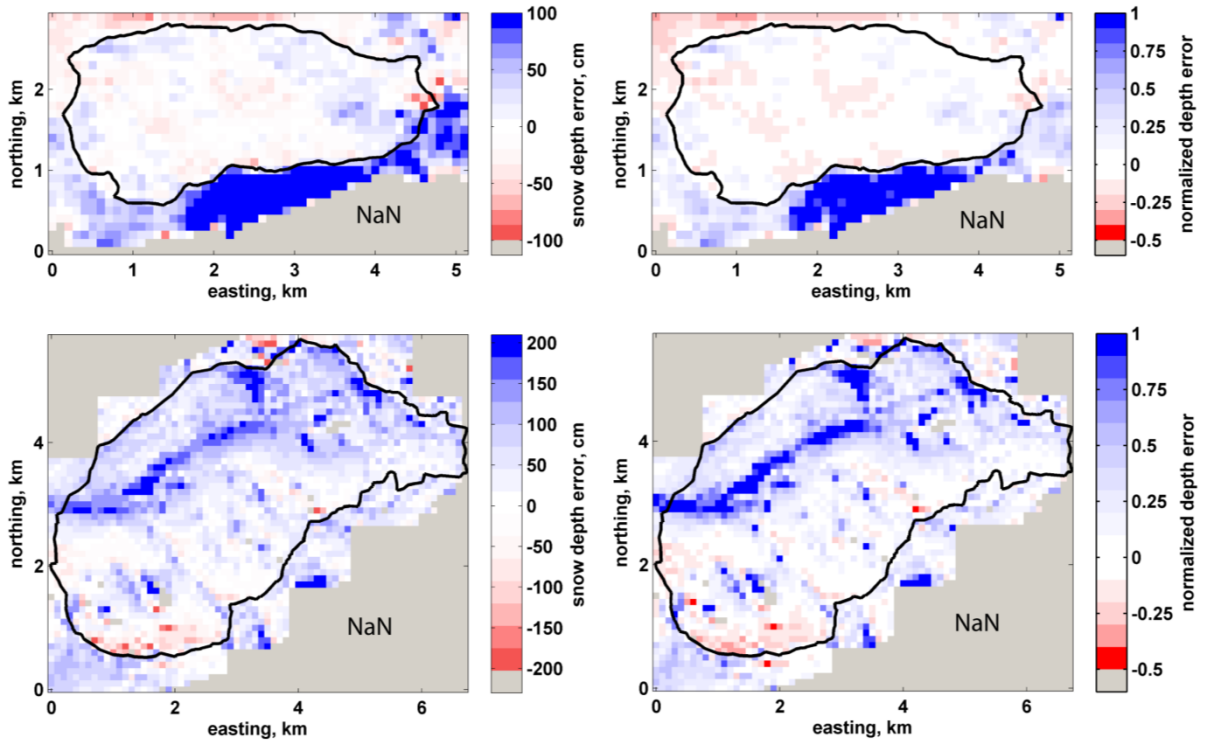 100
50
0
-50
-100
snow depth error, cm
2
1
0
northing, km
NaN
0 1 2 3 4 5
easting, km
1
0.75
0.5
0.25
0
-0.25
-0.5
normalized depth error
2
1
0
northing, km
NaN
0 1 2 3 4 5
easting, km
200
150
100
50
0
-50
-100
-150
-200
snow depth error, cm
4
2
0
northing, km
NaN
0 2 4 6
easting, km
1
0.75
0.5
0.25
0
-0.25
-0.5
normalized depth error
4
2
0
northing, km
NaN
0 2 4 6
easting, km